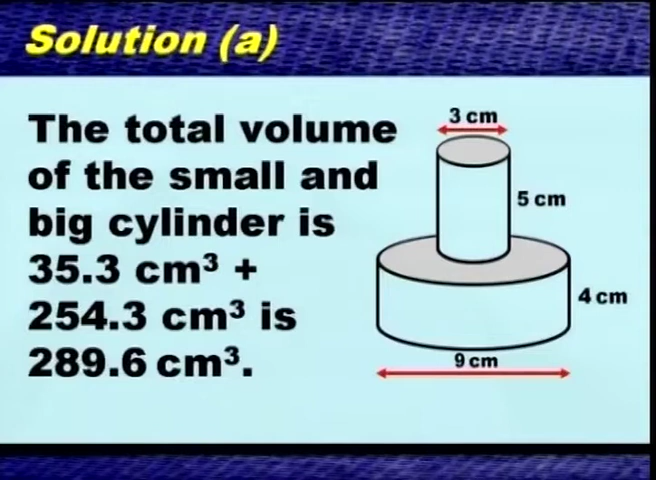 Solution (a)
The total volume
of the small and
big cylinder is
35.3 cm³ +
254.3 cm³ is
289.6 cm³.
3 cm
5 cm
4 cm
9 cm